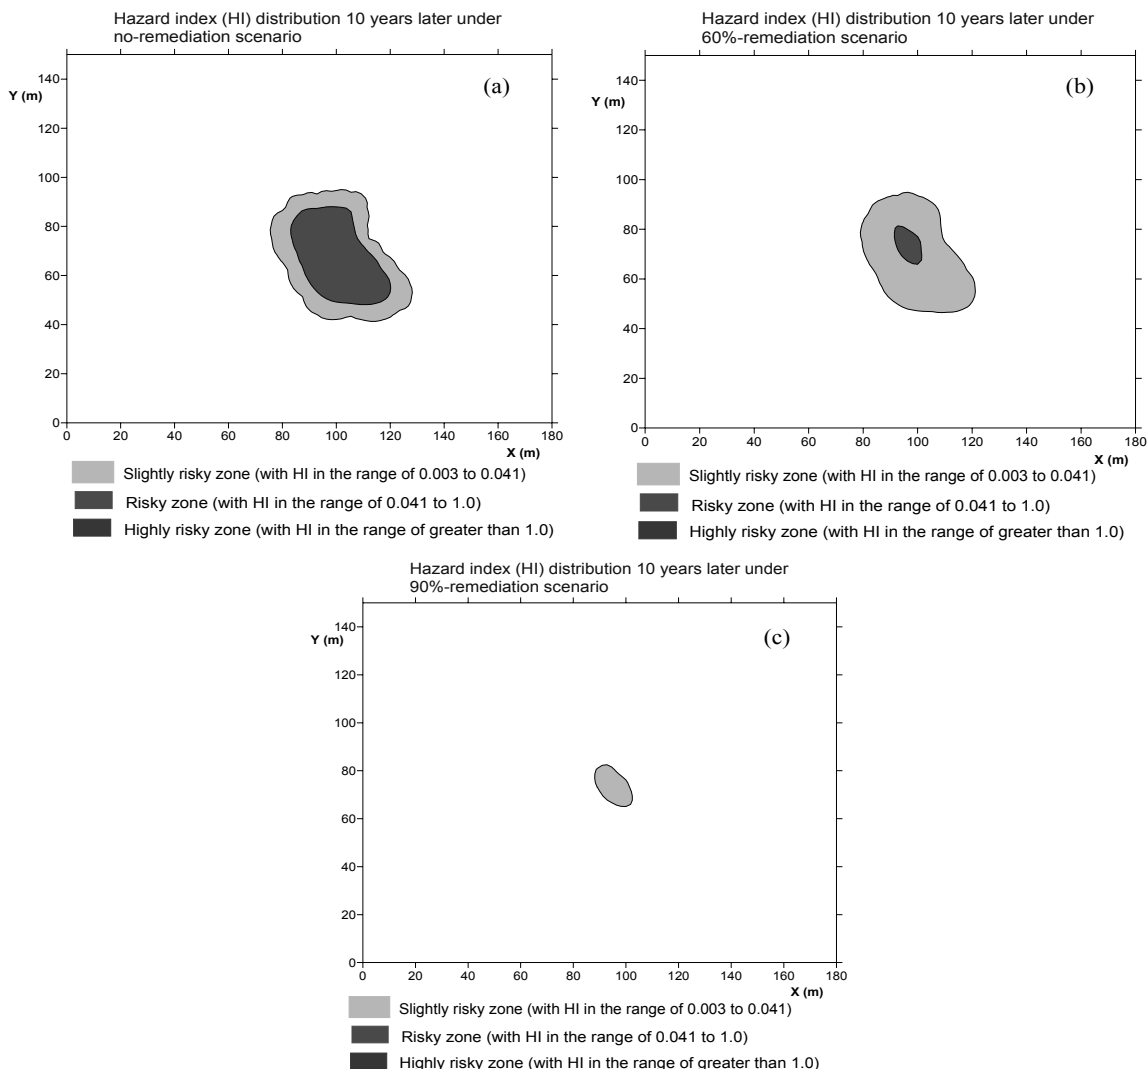 Hazard index (HI) distribution 10 years later under
no-remediation scenario
(a)
Y (m)
140
120
100
80
60
40
20
0
0 20 40 60 80 100 120 140 160 180
X (m)
Slightly risky zone (with HI in the range of 0.003 to 0.041)
Risky zone (with HI in the range of 0.041 to 1.0)
Highly risky zone (with HI in the range of greater than 1.0)
Hazard index (HI) distribution 10 years later under
60%-remediation scenario
(b)
Y (m)
140
120
100
80
60
40
20
0
0 20 40 60 80 100 120 140 160 180
X (m)
Slightly risky zone (with HI in the range of 0.003 to 0.041)
Risky zone (with HI in the range of 0.041 to 1.0)
Highly risky zone (with HI in the range of greater than 1.0)
Hazard index (HI) distribution 10 years later under
90%-remediation scenario
(c)
Y (m)
140
120
100
80
60
40
20
0
0 20 40 60 80 100 120 140 160 180
X (m)
Slightly risky zone (with HI in the range of 0.003 to 0.041)
Risky zone (with HI in the range of 0.041 to 1.0)
Highly risky zone (with HI in the range of greater than 1.0)